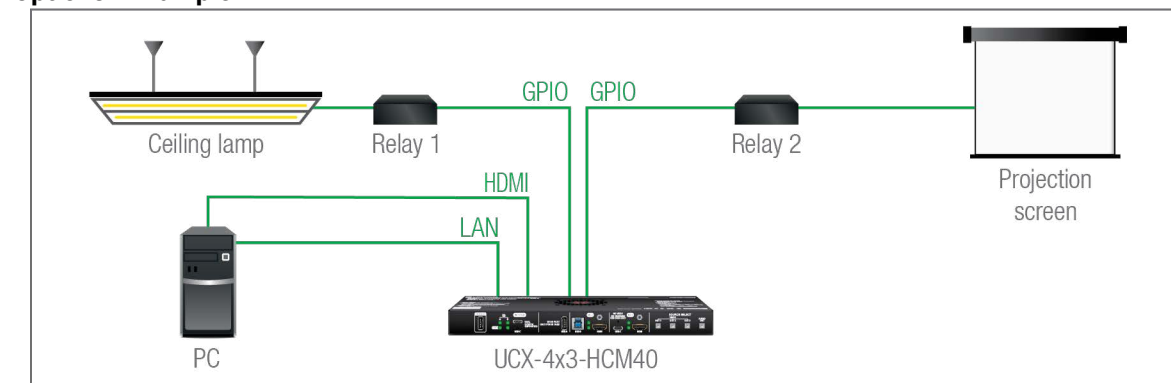 GPIO GPIO
Ceiling lamp
Relay 1
Relay 2
HDMI
Projection
screen
LAN
PC
UCX-4x3-HCM40